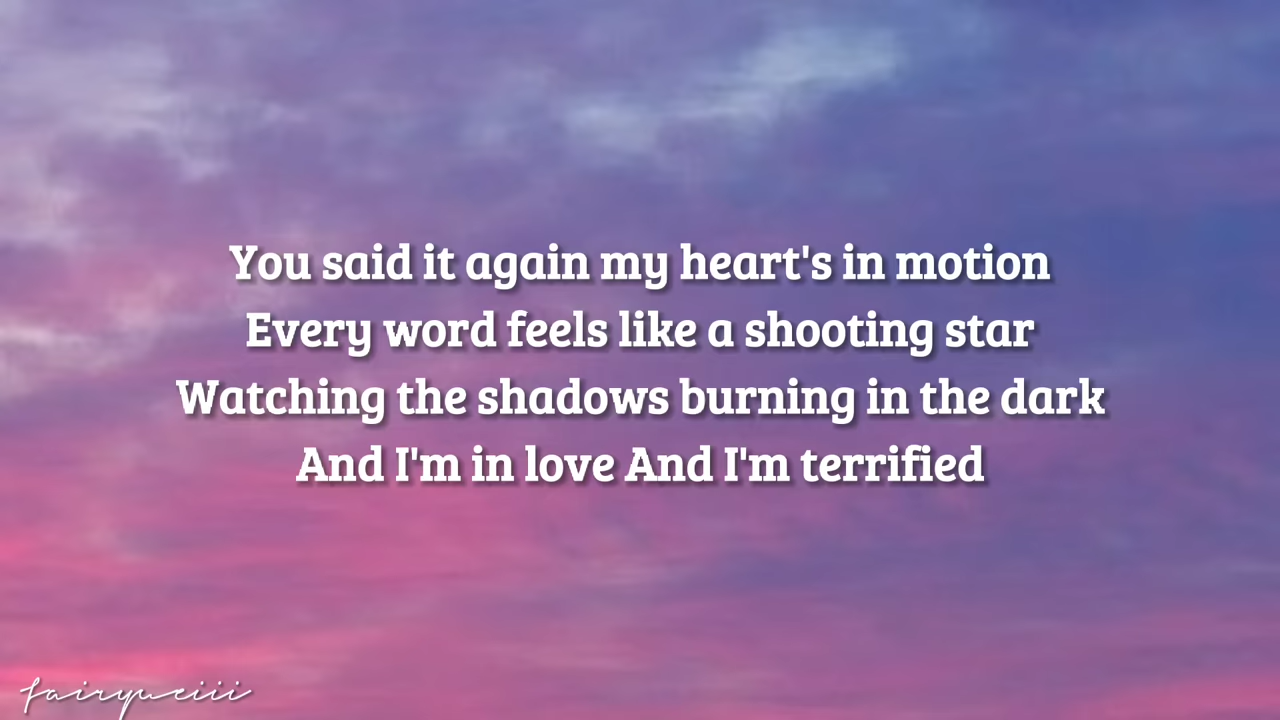 You said it again my heart's in motion
Every word feels like a shooting star
Watching the shadows burning in the dark
And I'm in love And I'm terrified
fairyweiii